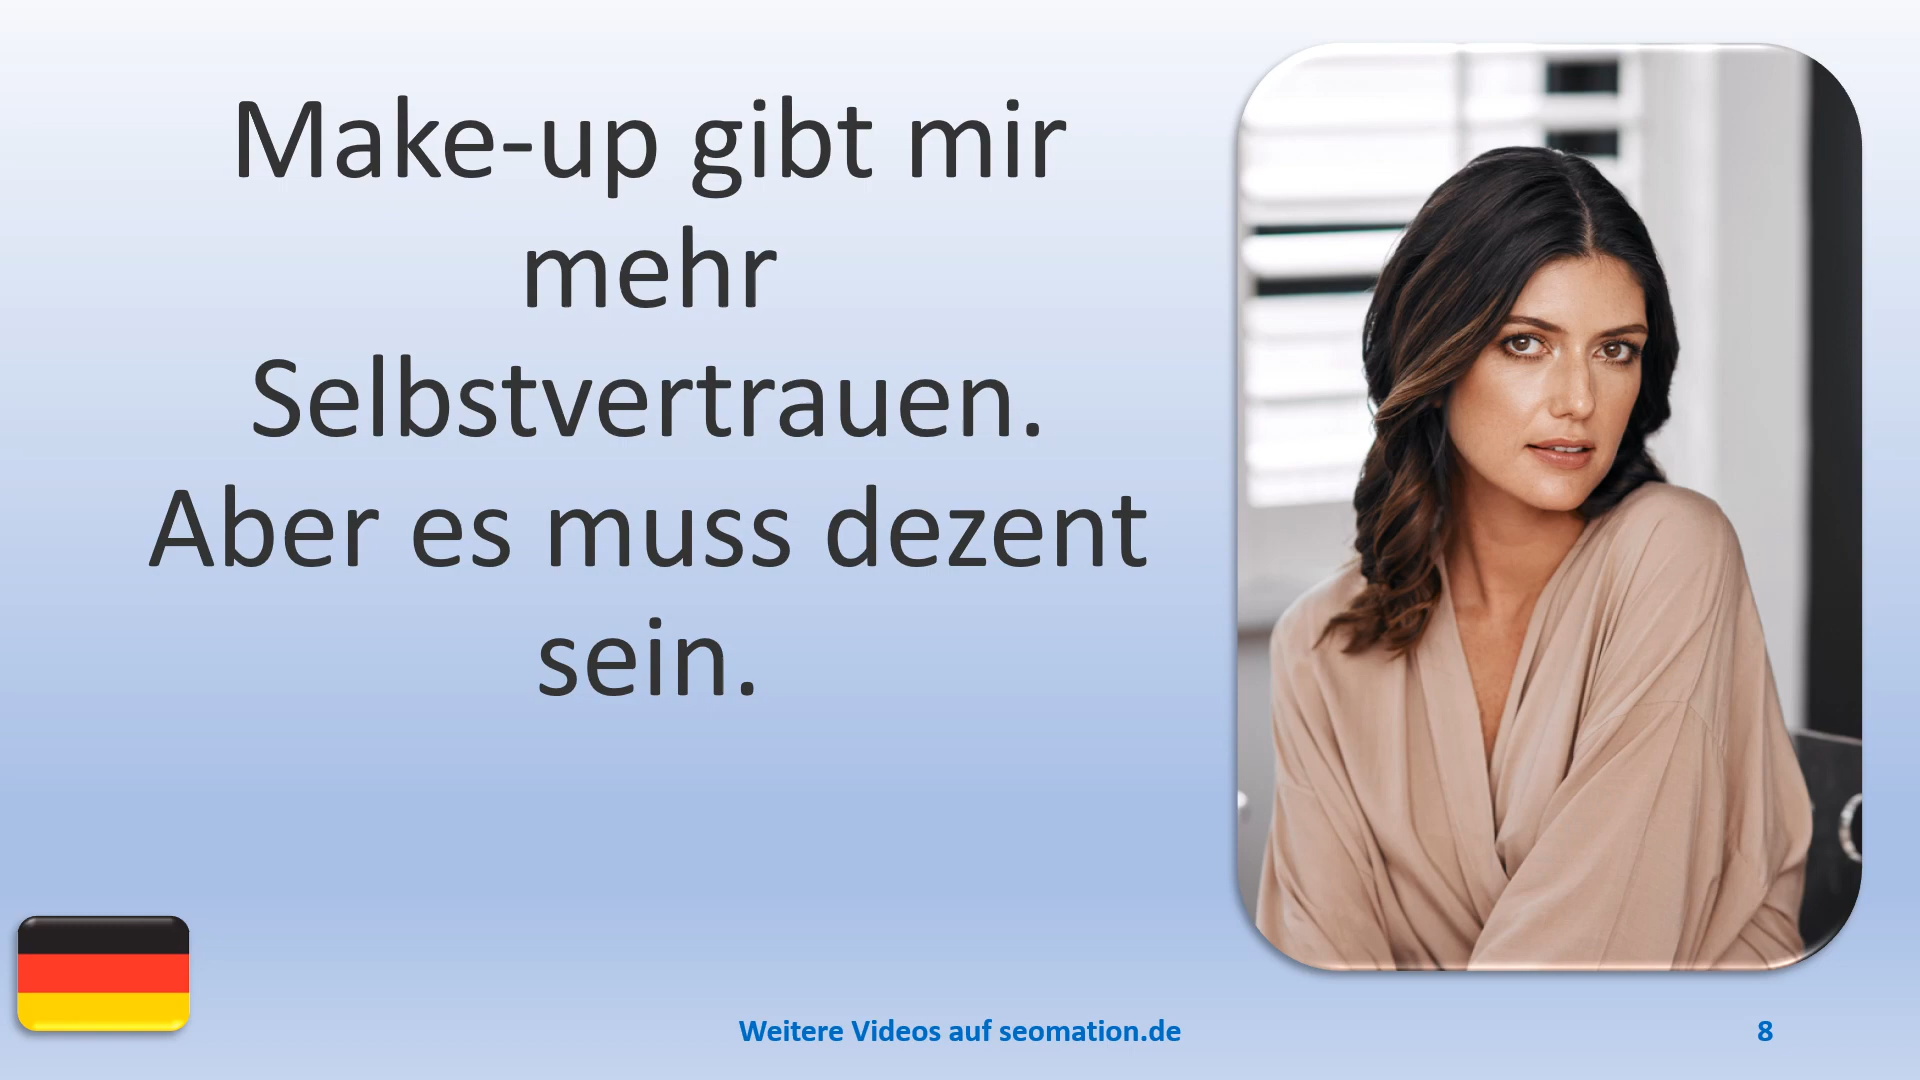 Make-up gibt mir
mehr
Selbstvertrauen.
Aber es muss dezent
sein.
Weitere Videos auf seomation.de
8